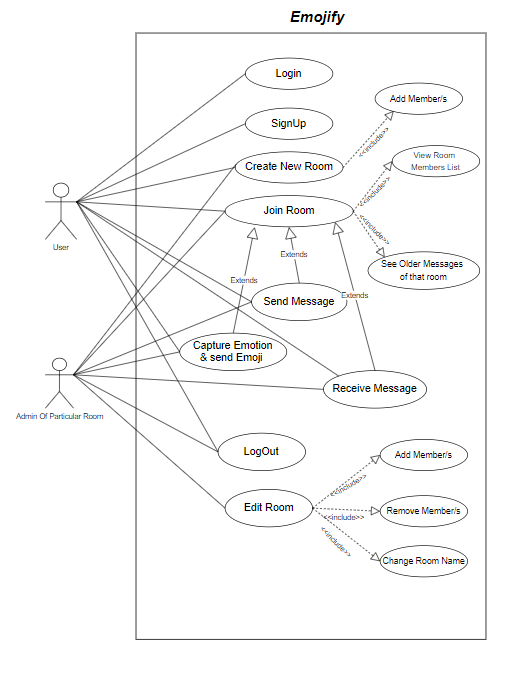 Emojify
Login
Add Member/s
SignUp
<<include>>
View Room
Members List
Create New Room
<<include>>
Join Room
<<include>>
User
See Older Messages
of that room
Extends
Extends
Extends
Send Message
Capture Emotion
& send Emoji
Receive Message
Admin Of Particular Room
LogOut
Add Member/s
<<include>>
Edit Room
<<include>>
Remove Member/s
<<include>>
Change Room Name